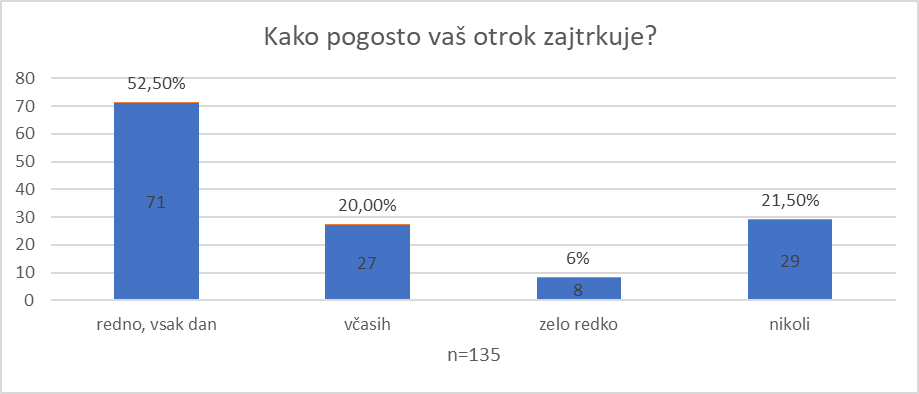 Kako pogosto vaš otrok zajtrkuje?
80
70
60
50
40
30
20
10
0
52,50%
71
20,00%
27
6%
8
21,50%
29
redno, vsak dan
včasih
zelo redko
nikoli
n=135